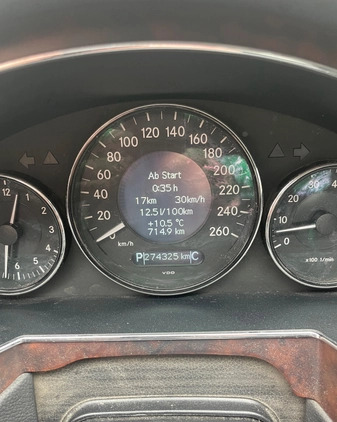 Ab Start
0:35 h
17km 30km/h
12.5l/100km
+10.5 °C
714.9 km
P 274325 km C
VDO
0 20 40 60 80 100 120 140 160 180 200 220 240 260
km/h
12 1 2 3 4 5 6
0 10 20 30 40
x100 1/min